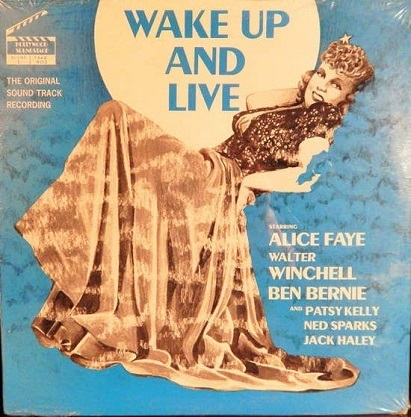 WAKE UP
AND
LIVE
HOLLYWOOD
SOUNDSTAGE
THE ORIGINAL
SOUND TRACK
RECORDING
STARRING
ALICE FAYE
WALTER
WINCHELL
BEN BERNIE
AND PATSY KELLY
NED SPARKS
JACK HALEY